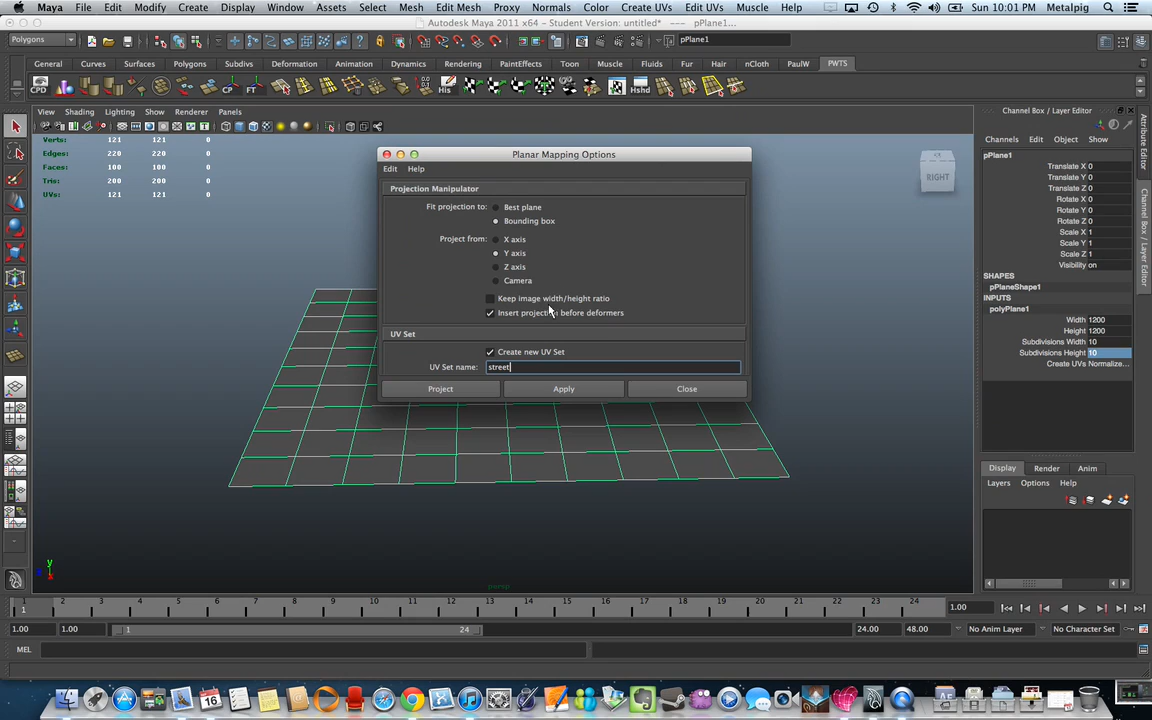 Maya File Edit Modify Create Display Window Assets Select Mesh Edit Mesh Proxy Normals Color Create UVs Edit UVs Muscle Help Sun 10:01 PM Metalpig
Autodesk Maya 2011 x64 - Student Version: untitled* --- pPlane1...
Polygons
pPlane1
General Curves Surfaces Polygons Subdivs Deformation Animation Dynamics Rendering PaintEffects Toon Muscle Fluids Fur Hair nCloth PaulW PWTS
CPD CP FT His Hshd
View Shading Lighting Show Renderer Panels
Channel Box / Layer Editor
Channels Edit Object Show
Verts: 121 121 0
Edges: 220 220 0
Faces: 100 100 0
Tris: 200 200 0
UVs: 121 121 0
RIGHT
Planar Mapping Options
Edit Help
Projection Manipulator
Fit projection to: Best plane
Bounding box
Project from: X axis
Y axis
Z axis
Camera
Keep image width/height ratio
Insert projection before deformers
UV Set
Create new UV Set
UV Set name: street
Project Apply Close
pPlane1
Translate X 0
Translate Y 0
Translate Z 0
Rotate X 0
Rotate Y 0
Rotate Z 0
Scale X 1
Scale Y 1
Scale Z 1
Visibility on
SHAPES
pPlaneShape1
INPUTS
polyPlane1
Width 1200
Height 1200
Subdivisions Width 10
Subdivisions Height 10
Create UVs Normalize...
Attribute Editor
Channel Box / Layer Editor
Display Render Anim
Layers Options Help
y
persp
1 2 3 4 5 6 7 8 9 10 11 12 13 14 15 16 17 18 19 20 21 22 23 24 1.00
1.00 1.00 1 24 24.00 48.00 No Anim Layer No Character Set
MEL